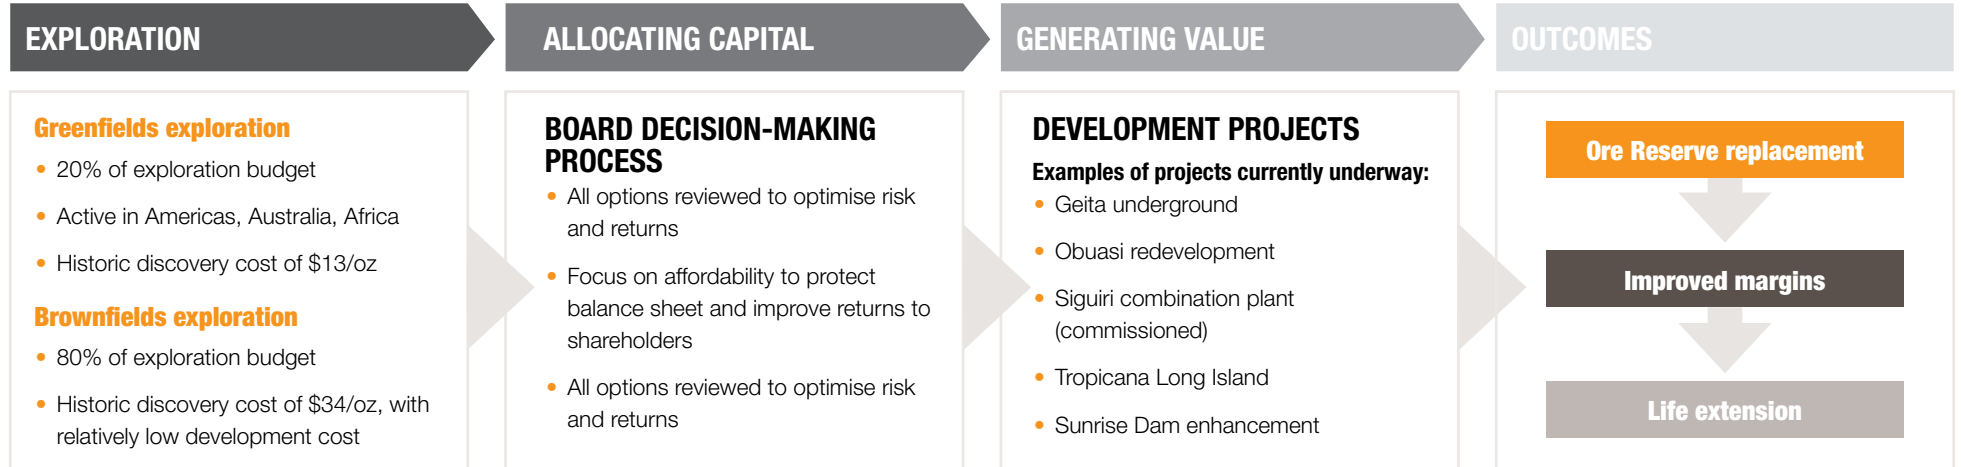 EXPLORATION
Greenfields exploration
• 20% of exploration budget
• Active in Americas, Australia, Africa
• Historic discovery cost of $13/oz
Brownfields exploration
• 80% of exploration budget
• Historic discovery cost of $34/oz, with
relatively low development cost
ALLOCATING CAPITAL
BOARD DECISION-MAKING
PROCESS
• All options reviewed to optimise risk
and returns
• Focus on affordability to protect
balance sheet and improve returns to
shareholders
• All options reviewed to optimise risk
and returns
GENERATING VALUE
DEVELOPMENT PROJECTS
Examples of projects currently underway:
• Geita underground
• Obuasi redevelopment
• Siguiri combination plant
(commissioned)
• Tropicana Long Island
• Sunrise Dam enhancement
OUTCOMES
Ore Reserve replacement
Improved margins
Life extension